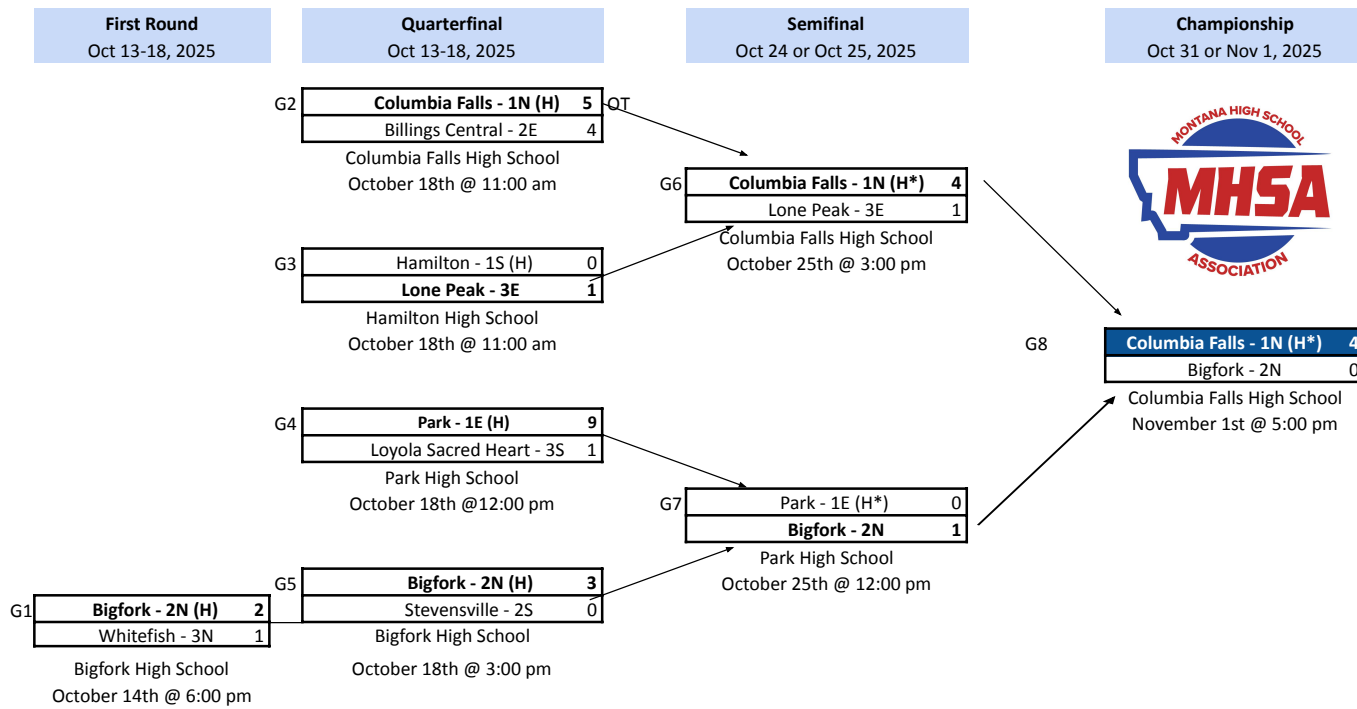 First Round
Oct 13-18, 2025
Quarterfinal
Oct 13-18, 2025
Semifinal
Oct 24 or Oct 25, 2025
Championship
Oct 31 or Nov 1, 2025
G2
Columbia Falls - 1N (H) 5 OT
Billings Central - 2E 4
Columbia Falls High School
October 18th @ 11:00 am
G3
Hamilton - 1S (H) 0
Lone Peak - 3E 1
Hamilton High School
October 18th @ 11:00 am
G4
Park - 1E (H) 9
Loyola Sacred Heart - 3S 1
Park High School
October 18th @12:00 pm
G5
Bigfork - 2N (H) 3
Stevensville - 2S 0
Bigfork High School
October 18th @ 3:00 pm
G1
Bigfork - 2N (H) 2
Whitefish - 3N 1
Bigfork High School
October 14th @ 6:00 pm
G6
Columbia Falls - 1N (H*) 4
Lone Peak - 3E 1
Columbia Falls High School
October 25th @ 3:00 pm
G7
Park - 1E (H*) 0
Bigfork - 2N 1
Park High School
October 25th @ 12:00 pm
MONTANA HIGH SCHOOL
MHSA
ASSOCIATION
G8
Columbia Falls - 1N (H*) 4
Bigfork - 2N 0
Columbia Falls High School
November 1st @ 5:00 pm